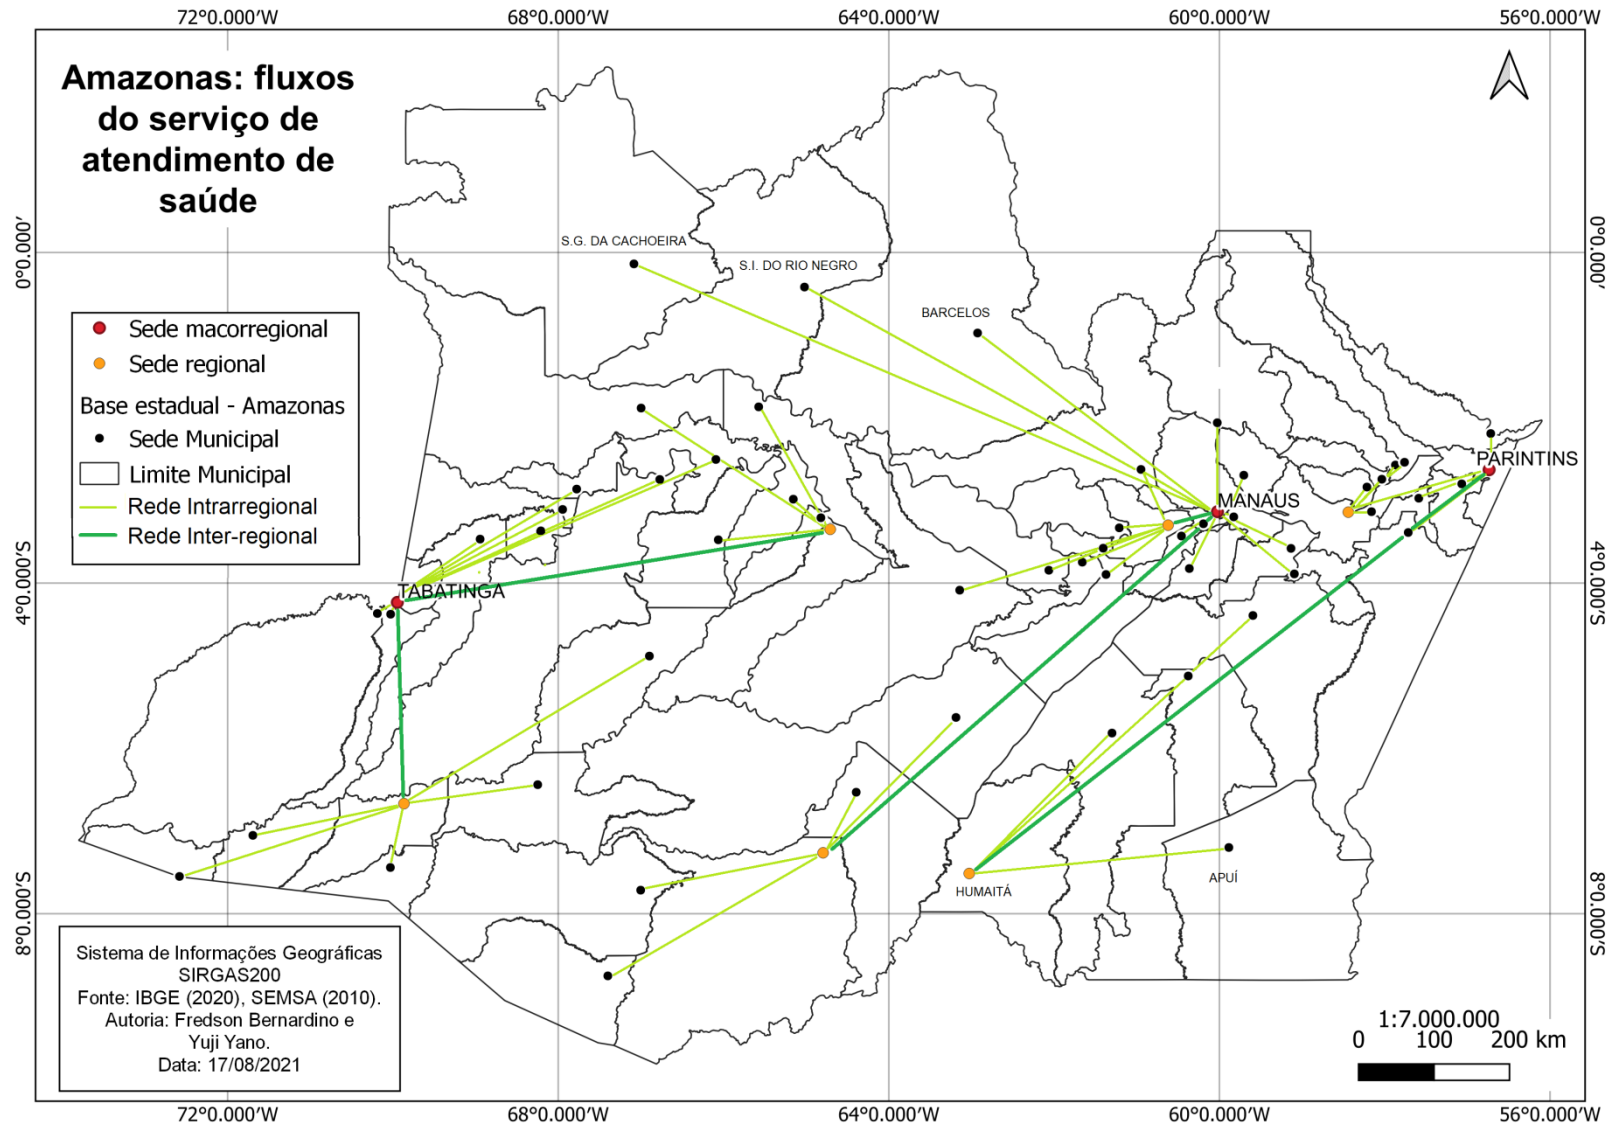 72°0.000'W 68°0.000'W 64°0.000'W 60°0.000'W 56°0.000'W
Amazonas: fluxos
do serviço de
atendimento de
saúde
0°0.000'
0°0.000'
S.G. DA CACHOEIRA
S.I. DO RIO NEGRO
BARCELOS
Sede macorregional
Sede regional
Base estadual - Amazonas
Sede Municipal
Limite Municipal
Rede Intrarregional
Rede Inter-regional
PARINTINS
MANAUS
4°0.000'S
TABATINGA
4°0.000'S
HUMAITÁ
APUÍ
8°0.000'S
8°0.000'S
Sistema de Informações Geográficas
SIRGAS200
Fonte: IBGE (2020), SEMSA (2010).
Autoria: Fredson Bernardino e
Yuji Yano.
Data: 17/08/2021
1:7.000.000
0 100 200 km
72°0.000'W 68°0.000'W 64°0.000'W 60°0.000'W 56°0.000'W